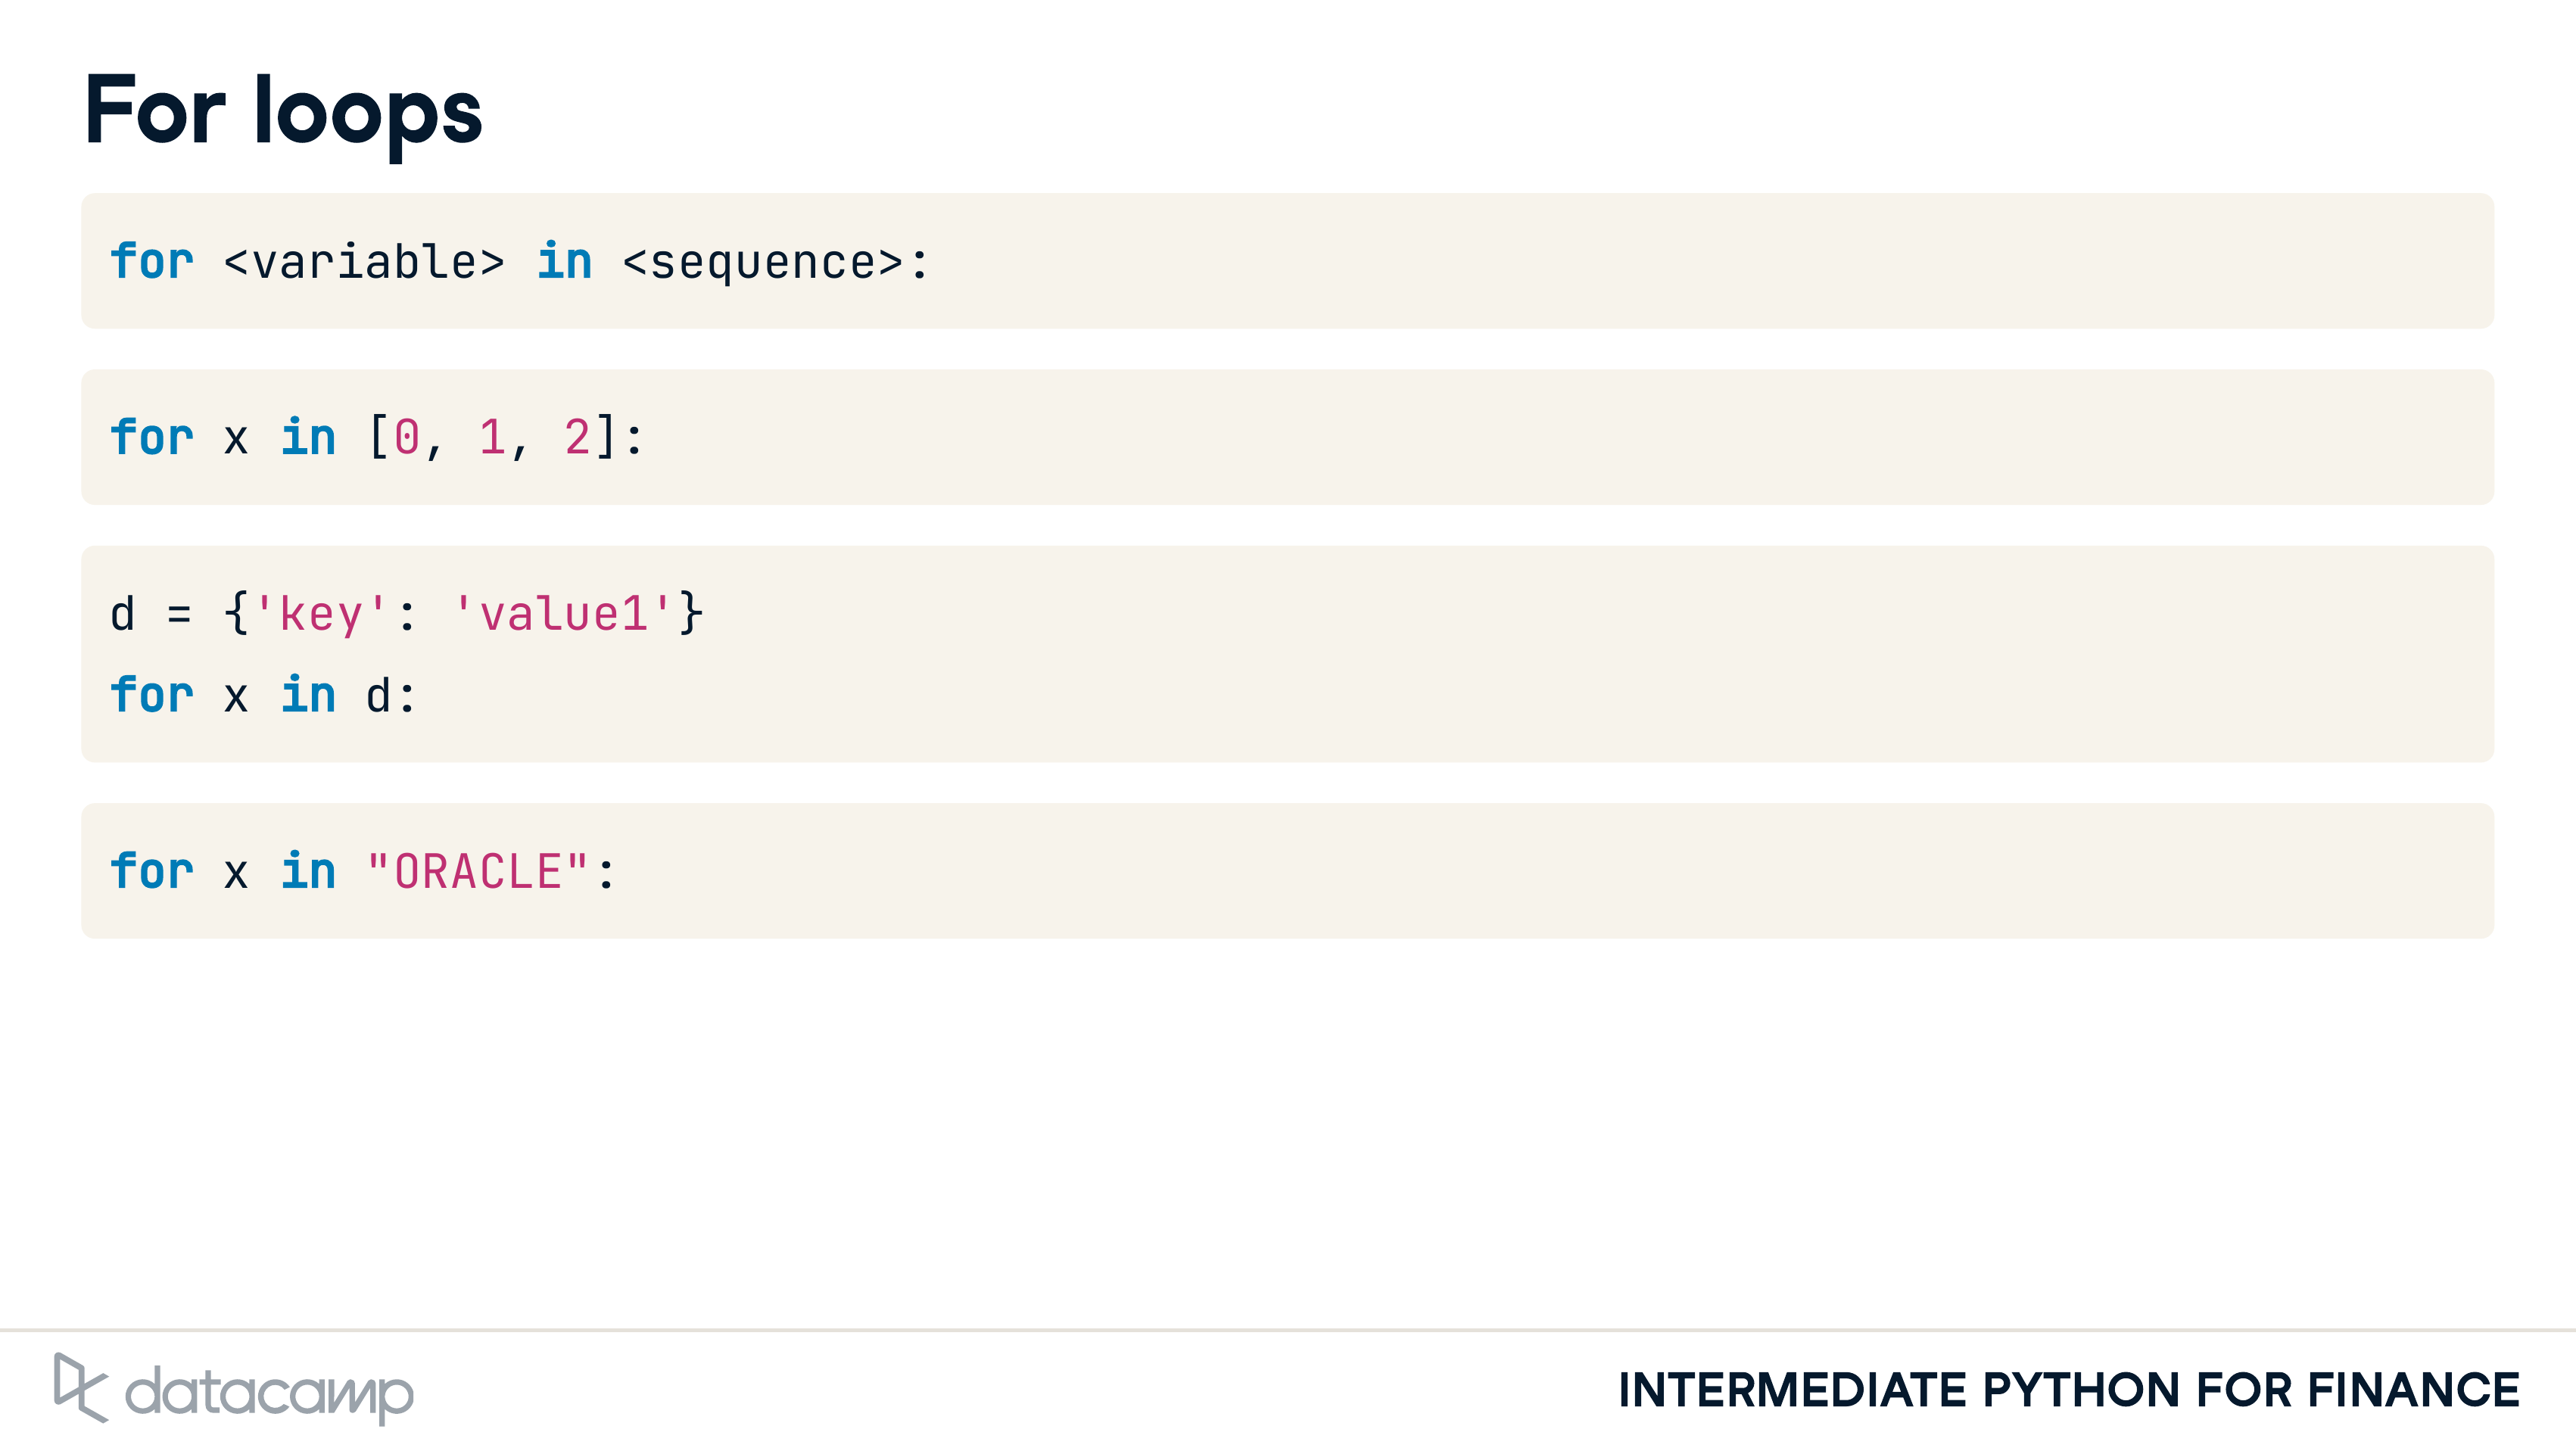 For loops
for <variable> in <sequence>:
for x in [0, 1, 2]:
d = {'key': 'value1'}
for x in d:
for x in "ORACLE":
datacamp
INTERMEDIATE PYTHON FOR FINANCE